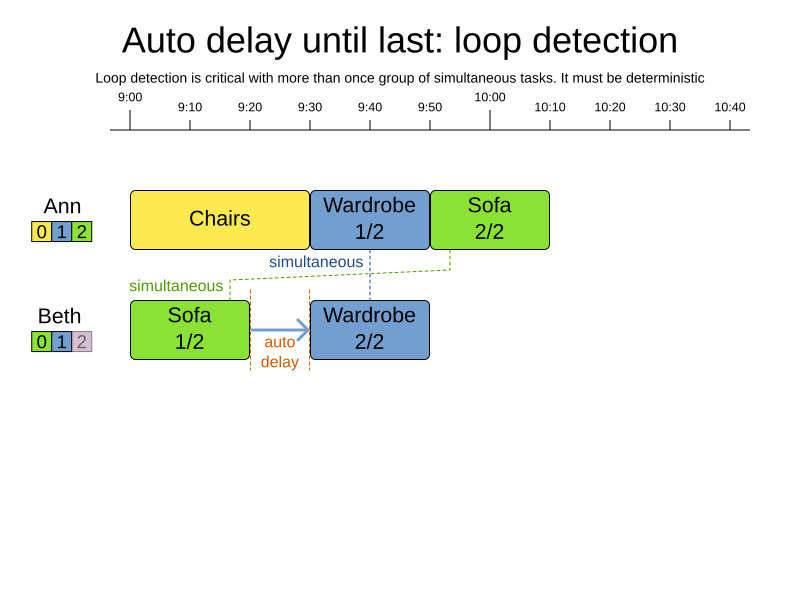 Auto delay until last: loop detection
Loop detection is critical with more than once group of simultaneous tasks. It must be deterministic
9:00 9:10 9:20 9:30 9:40 9:50 10:00 10:10 10:20 10:30 10:40
Ann
0 1 2
Chairs
Wardrobe
1/2
Sofa
2/2
simultaneous
simultaneous
Beth
0 1 2
Sofa
1/2
auto
delay
Wardrobe
2/2